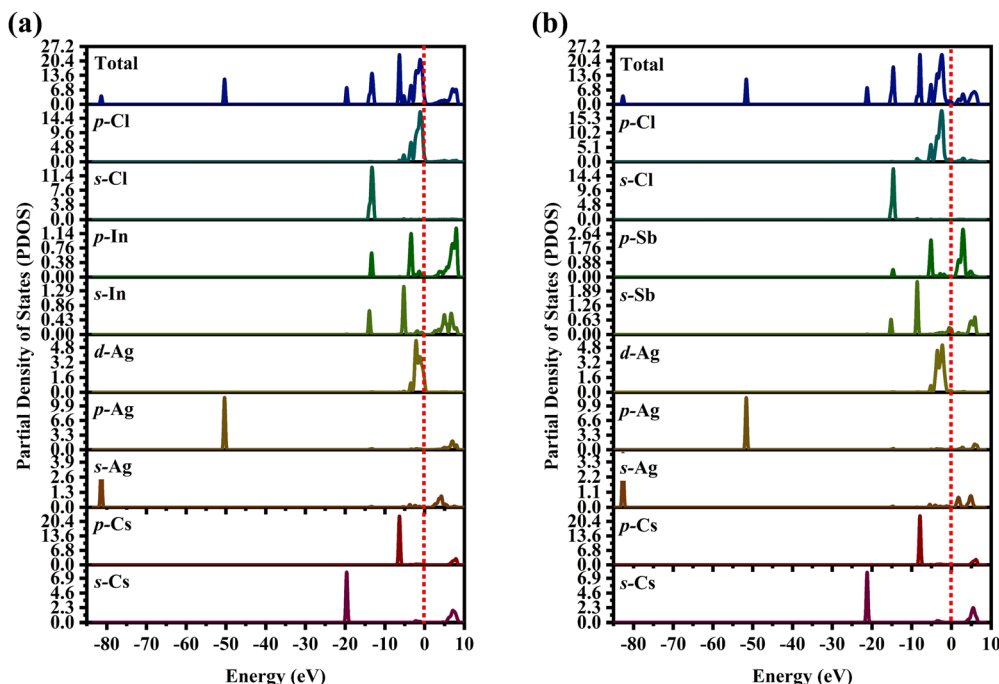 (a)
Partial Density of States (PDOS)
27.2
20.4
13.6
6.8
0.0
Total
14.4
9.6
4.8
0.0
p-Cl
11.4
7.6
3.8
0.0
s-Cl
1.14
0.76
0.38
0.00
p-In
1.29
0.86
0.43
0.00
s-In
4.8
3.2
1.6
0.0
d-Ag
9.9
6.6
3.3
0.0
p-Ag
3.9
2.6
1.3
0.0
s-Ag
20.4
13.6
6.8
0.0
p-Cs
6.9
4.6
2.3
0.0
s-Cs
-80 -70 -60 -50 -40 -30 -20 -10 0 10
Energy (eV)
(b)
Partial Density of States (PDOS)
27.2
20.4
13.6
6.8
0.0
Total
15.3
10.2
5.1
0.0
p-Cl
14.4
9.6
4.8
0.0
s-Cl
2.64
1.76
0.88
0.00
p-Sb
1.89
1.26
0.63
0.00
s-Sb
4.8
3.2
1.6
0.0
d-Ag
9.9
6.6
3.3
0.0
p-Ag
3.3
2.2
1.1
0.0
s-Ag
20.4
13.6
6.8
0.0
p-Cs
6.9
4.6
2.3
0.0
s-Cs
-80 -70 -60 -50 -40 -30 -20 -10 0 10
Energy (eV)